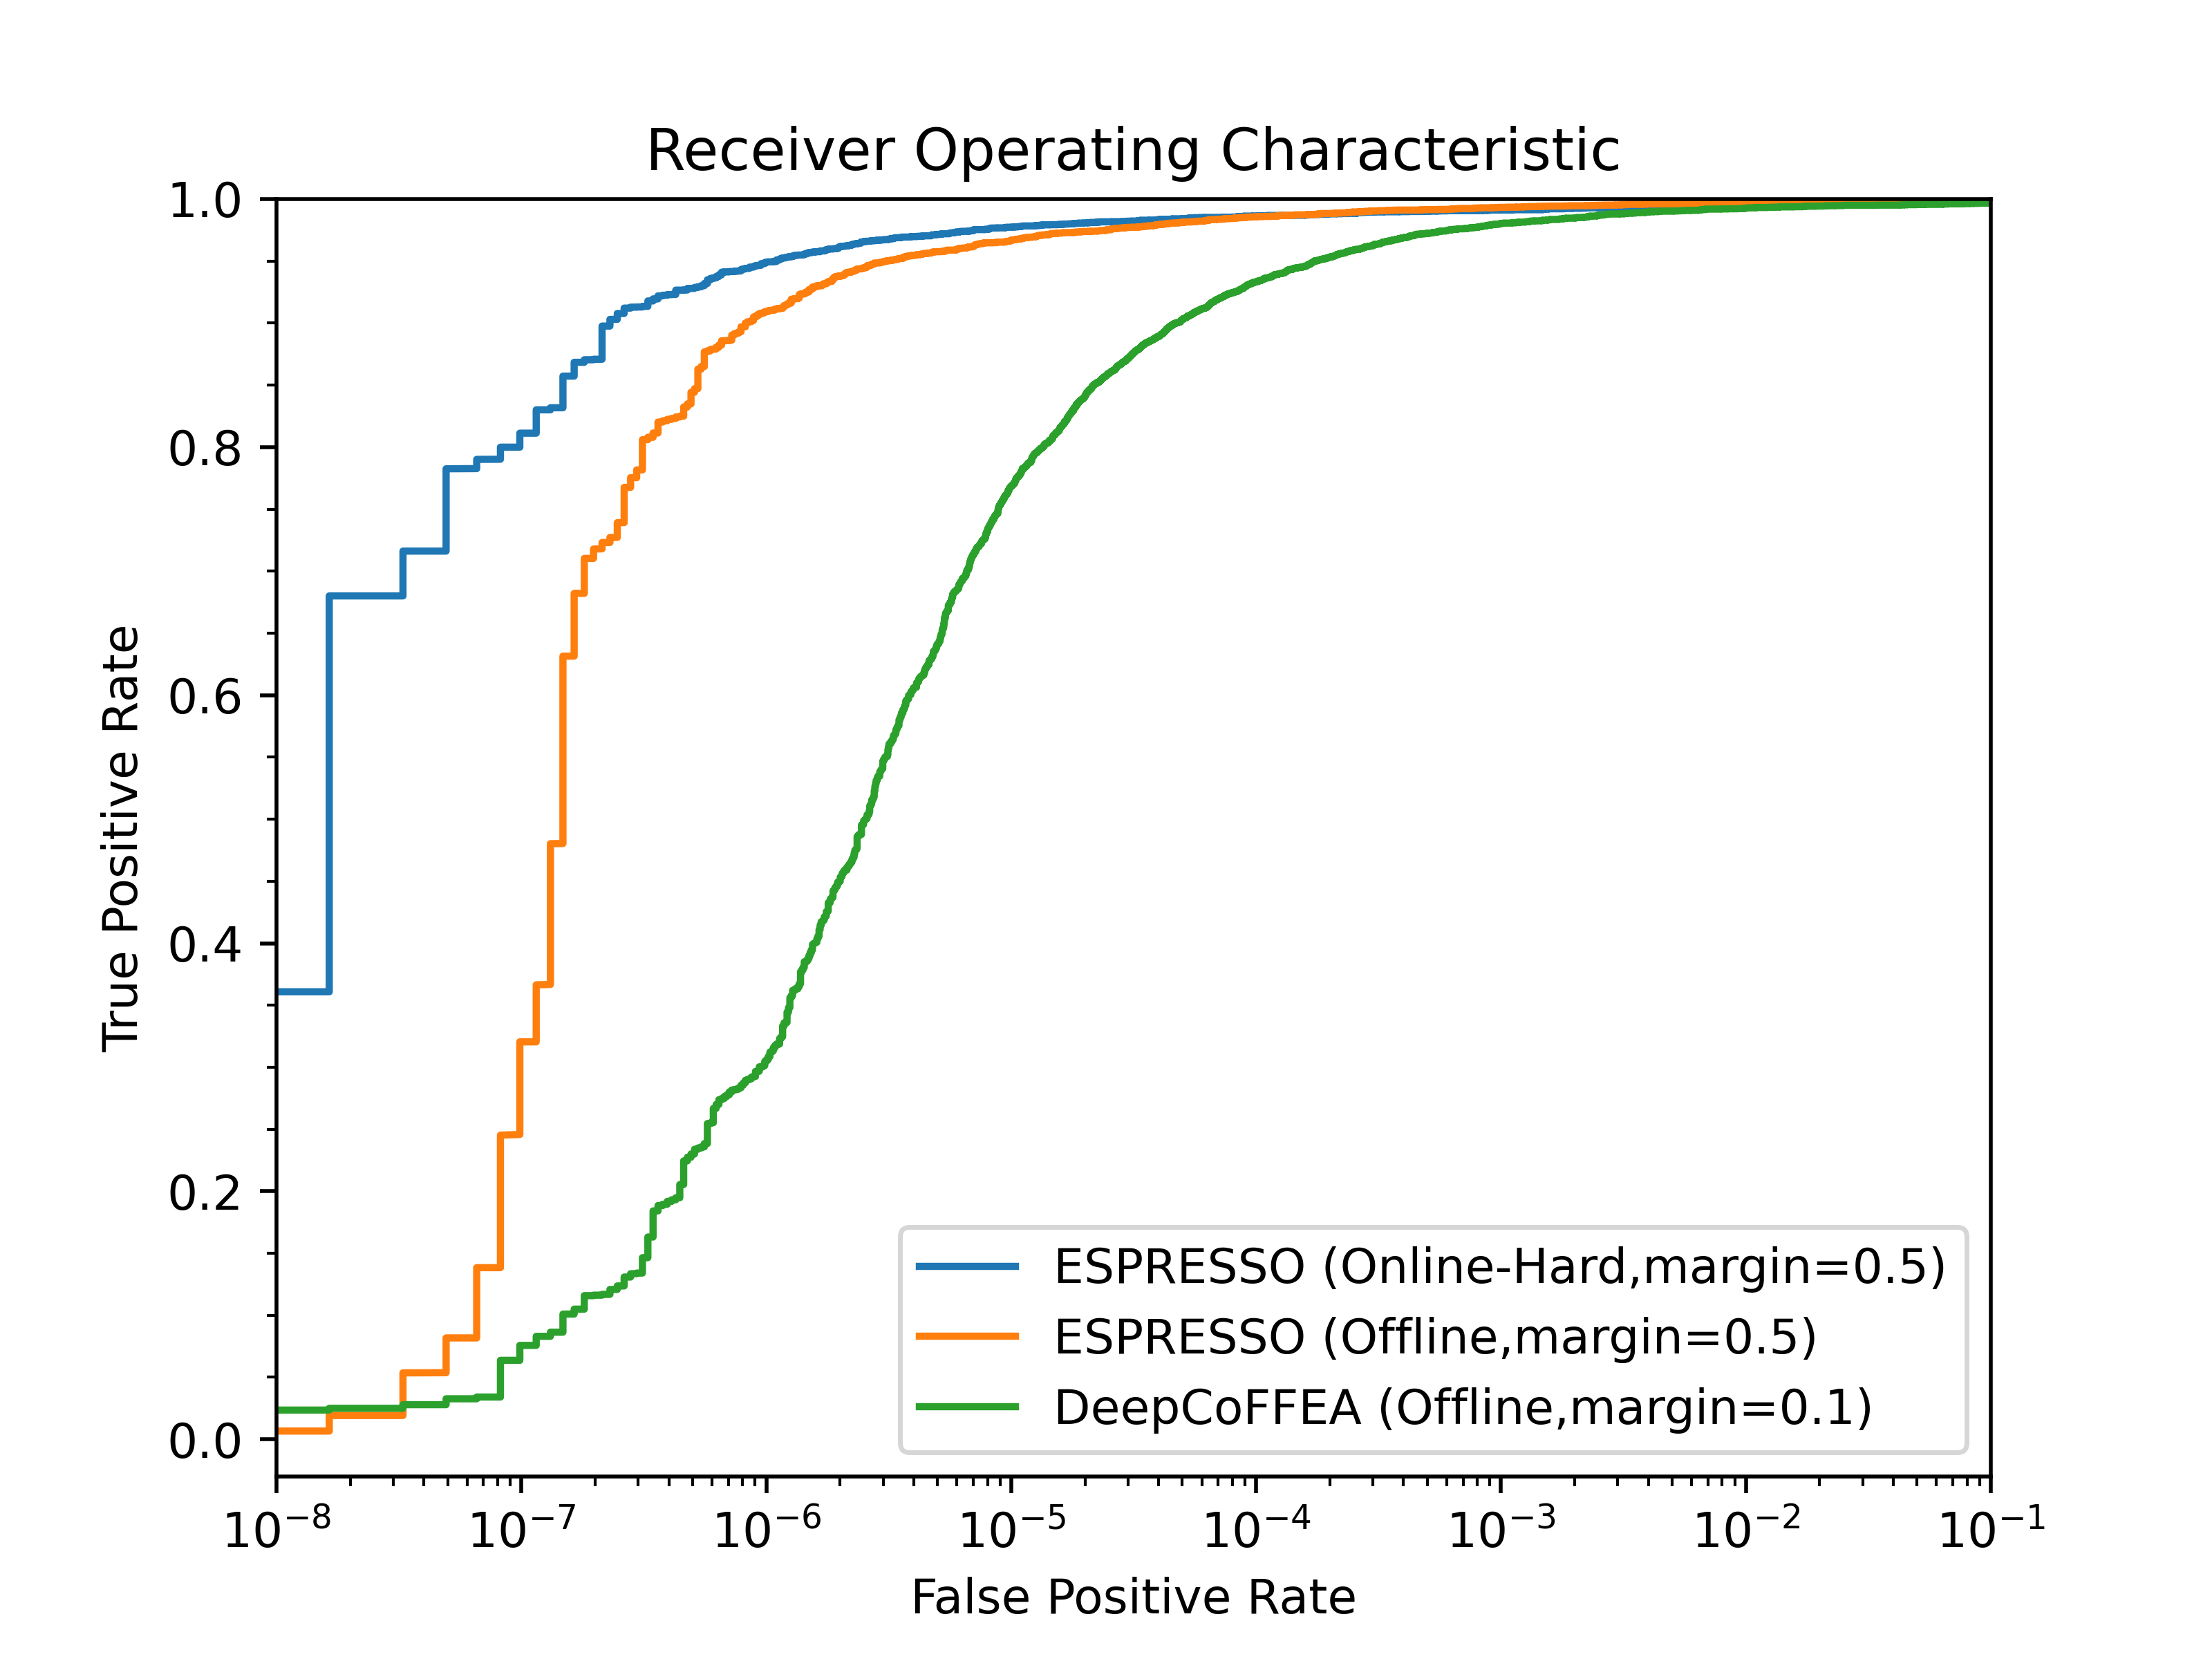 Receiver Operating Characteristic
1.0
0.8
0.6
0.4
0.2
0.0
True Positive Rate
ESPRESSO (Online-Hard,margin=0.5)
ESPRESSO (Offline,margin=0.5)
DeepCoFFEA (Offline,margin=0.1)
10⁻⁸ 10⁻⁷ 10⁻⁶ 10⁻⁵ 10⁻⁴ 10⁻³ 10⁻² 10⁻¹
False Positive Rate